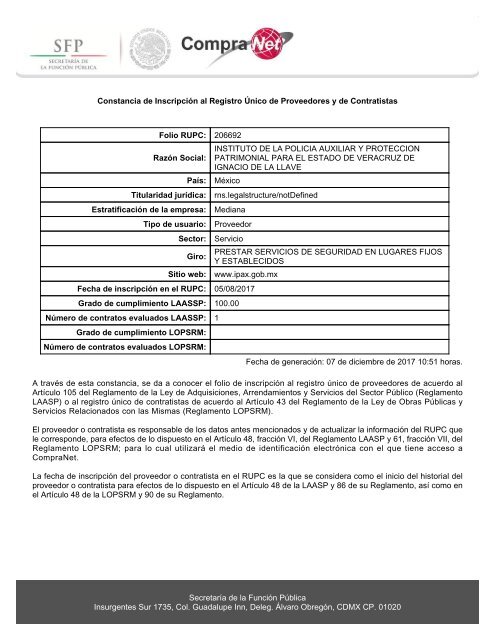 SFP
SECRETARÍA DE
LA FUNCIÓN PÚBLICA
CompraNet
Constancia de Inscripción al Registro Único de Proveedores y de Contratistas
Folio RUPC: 206692
Razón Social: INSTITUTO DE LA POLICIA AUXILIAR Y PROTECCION
PATRIMONIAL PARA EL ESTADO DE VERACRUZ DE
IGNACIO DE LA LLAVE
País: México
Titularidad jurídica: rns.legalstructure/notDefined
Estratificación de la empresa: Mediana
Tipo de usuario: Proveedor
Sector: Servicio
Giro: PRESTAR SERVICIOS DE SEGURIDAD EN LUGARES FIJOS
Y ESTABLECIDOS
Sitio web: www.ipax.gob.mx
Fecha de inscripción en el RUPC: 05/08/2017
Grado de cumplimiento LAASSP: 100.00
Número de contratos evaluados LAASSP: 1
Grado de cumplimiento LOPSRM:
Número de contratos evaluados LOPSRM:
Fecha de generación: 07 de diciembre de 2017 10:51 horas.
A través de esta constancia, se da a conocer el folio de inscripción al registro único de proveedores de acuerdo al
Artículo 105 del Reglamento de la Ley de Adquisiciones, Arrendamientos y Servicios del Sector Público (Reglamento
LAASP) o al registro único de contratistas de acuerdo al Artículo 43 del Reglamento de la Ley de Obras Públicas y
Servicios Relacionados con las Mismas (Reglamento LOPSRM).
El proveedor o contratista es responsable de los datos antes mencionados y de actualizar la información del RUPC que
le corresponde, para efectos de lo dispuesto en el Artículo 48, fracción VI, del Reglamento LAASP y 61, fracción VII, del
Reglamento LOPSRM; para lo cual utilizará el medio de identificación electrónica con el que tiene acceso a
CompraNet.
La fecha de inscripción del proveedor o contratista en el RUPC es la que se considera como el inicio del historial del
proveedor o contratista para efectos de lo dispuesto en el Artículo 48 de la LAASP y 86 de su Reglamento, así como en
el Artículo 48 de la LOPSRM y 90 de su Reglamento.
Secretaría de la Función Pública
Insurgentes Sur 1735, Col. Guadalupe Inn, Deleg. Álvaro Obregón, CDMX CP. 01020